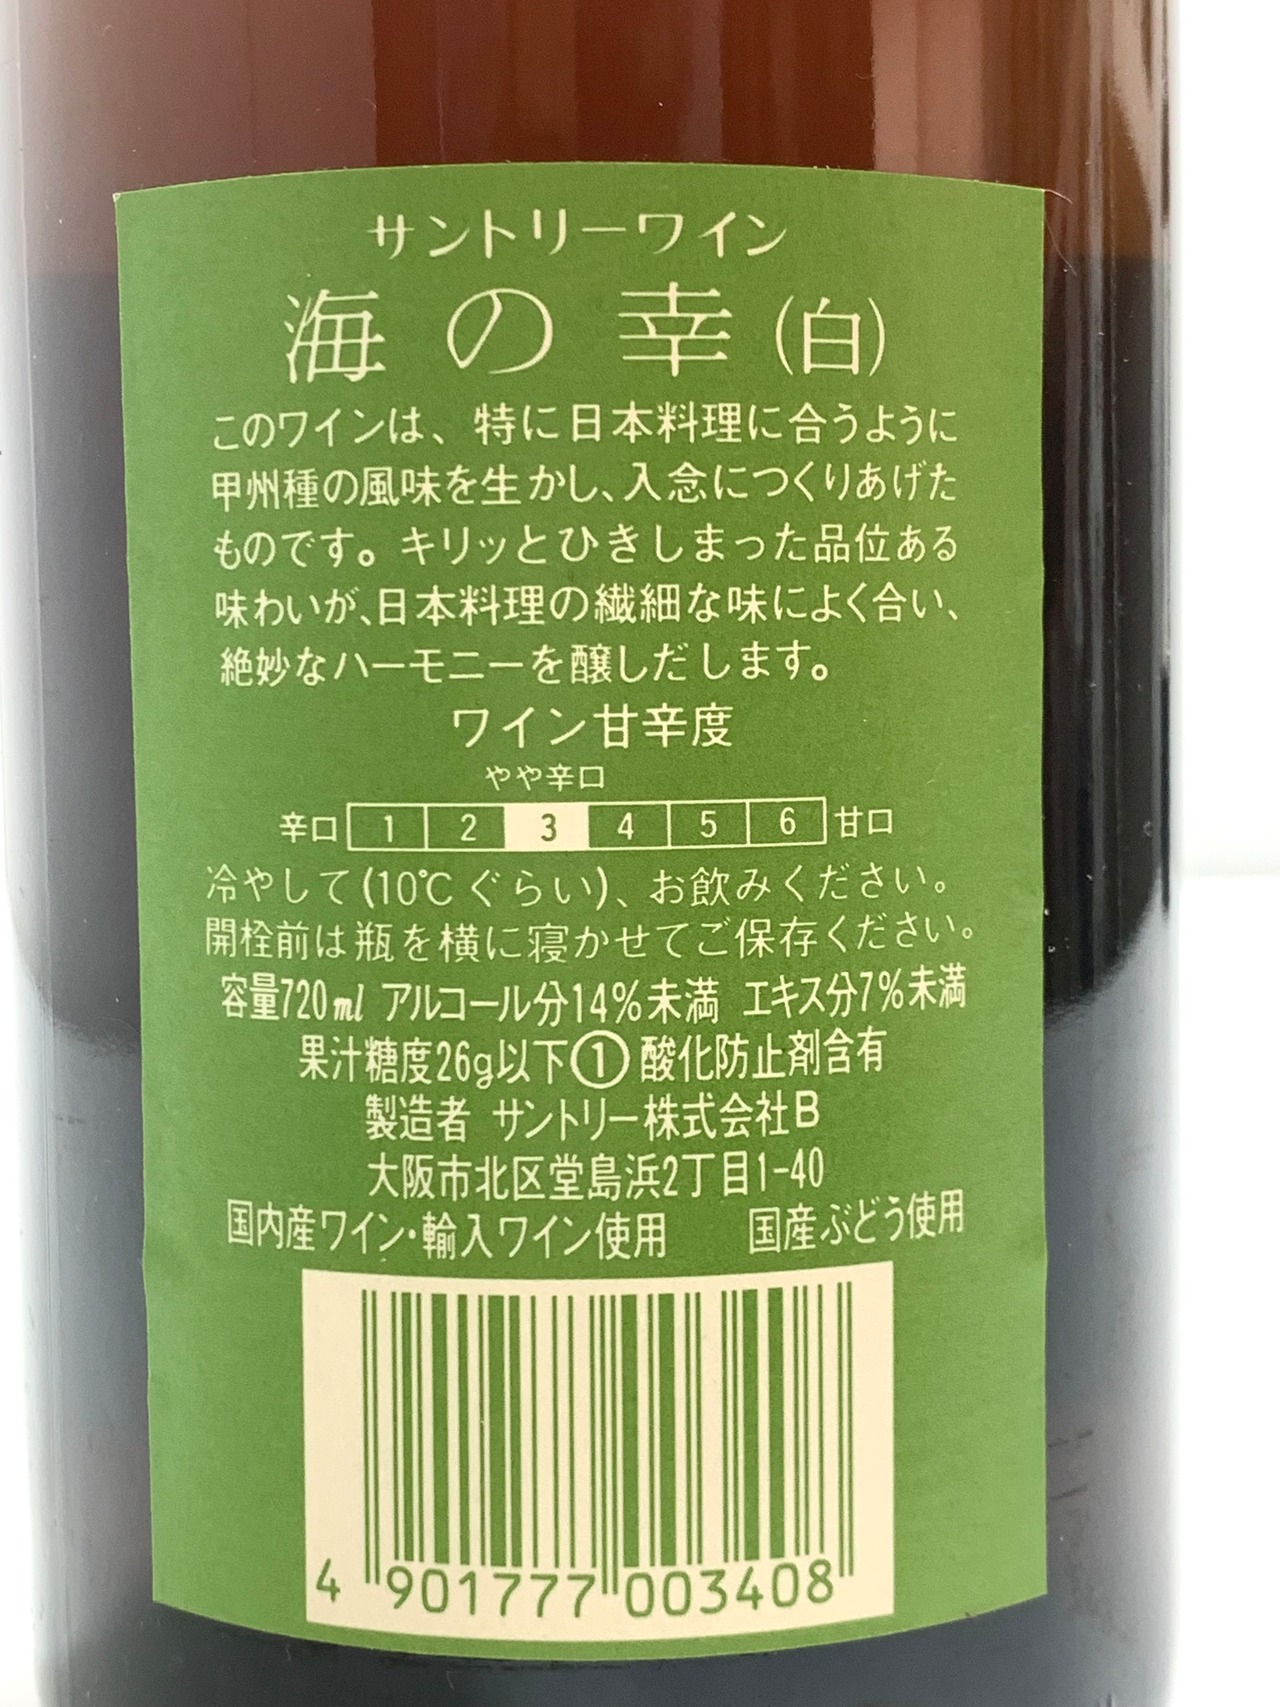 サントリーワイン
海の幸(白)
このワインは、特に日本料理に合うように
甲州種の風味を生かし、入念につくりあげた
ものです。キリッとひきしまった品位ある
味わいが、日本料理の繊細な味によく合い、
絶妙なハーモニーを醸しだします。
ワイン甘辛度
やや辛口
辛口 1 2 3 4 5 6 甘口
冷やして(10℃ぐらい)、お飲みください。
開栓前は瓶を横に寝かせてご保存ください。
容量720ml アルコール分14%未満 エキス分7%未満
果汁糖度26g以下① 酸化防止剤含有
製造者 サントリー株式会社B
大阪市北区堂島浜2丁目1-40
国内産ワイン・輸入ワイン使用 国産ぶどう使用
4 901777 003408